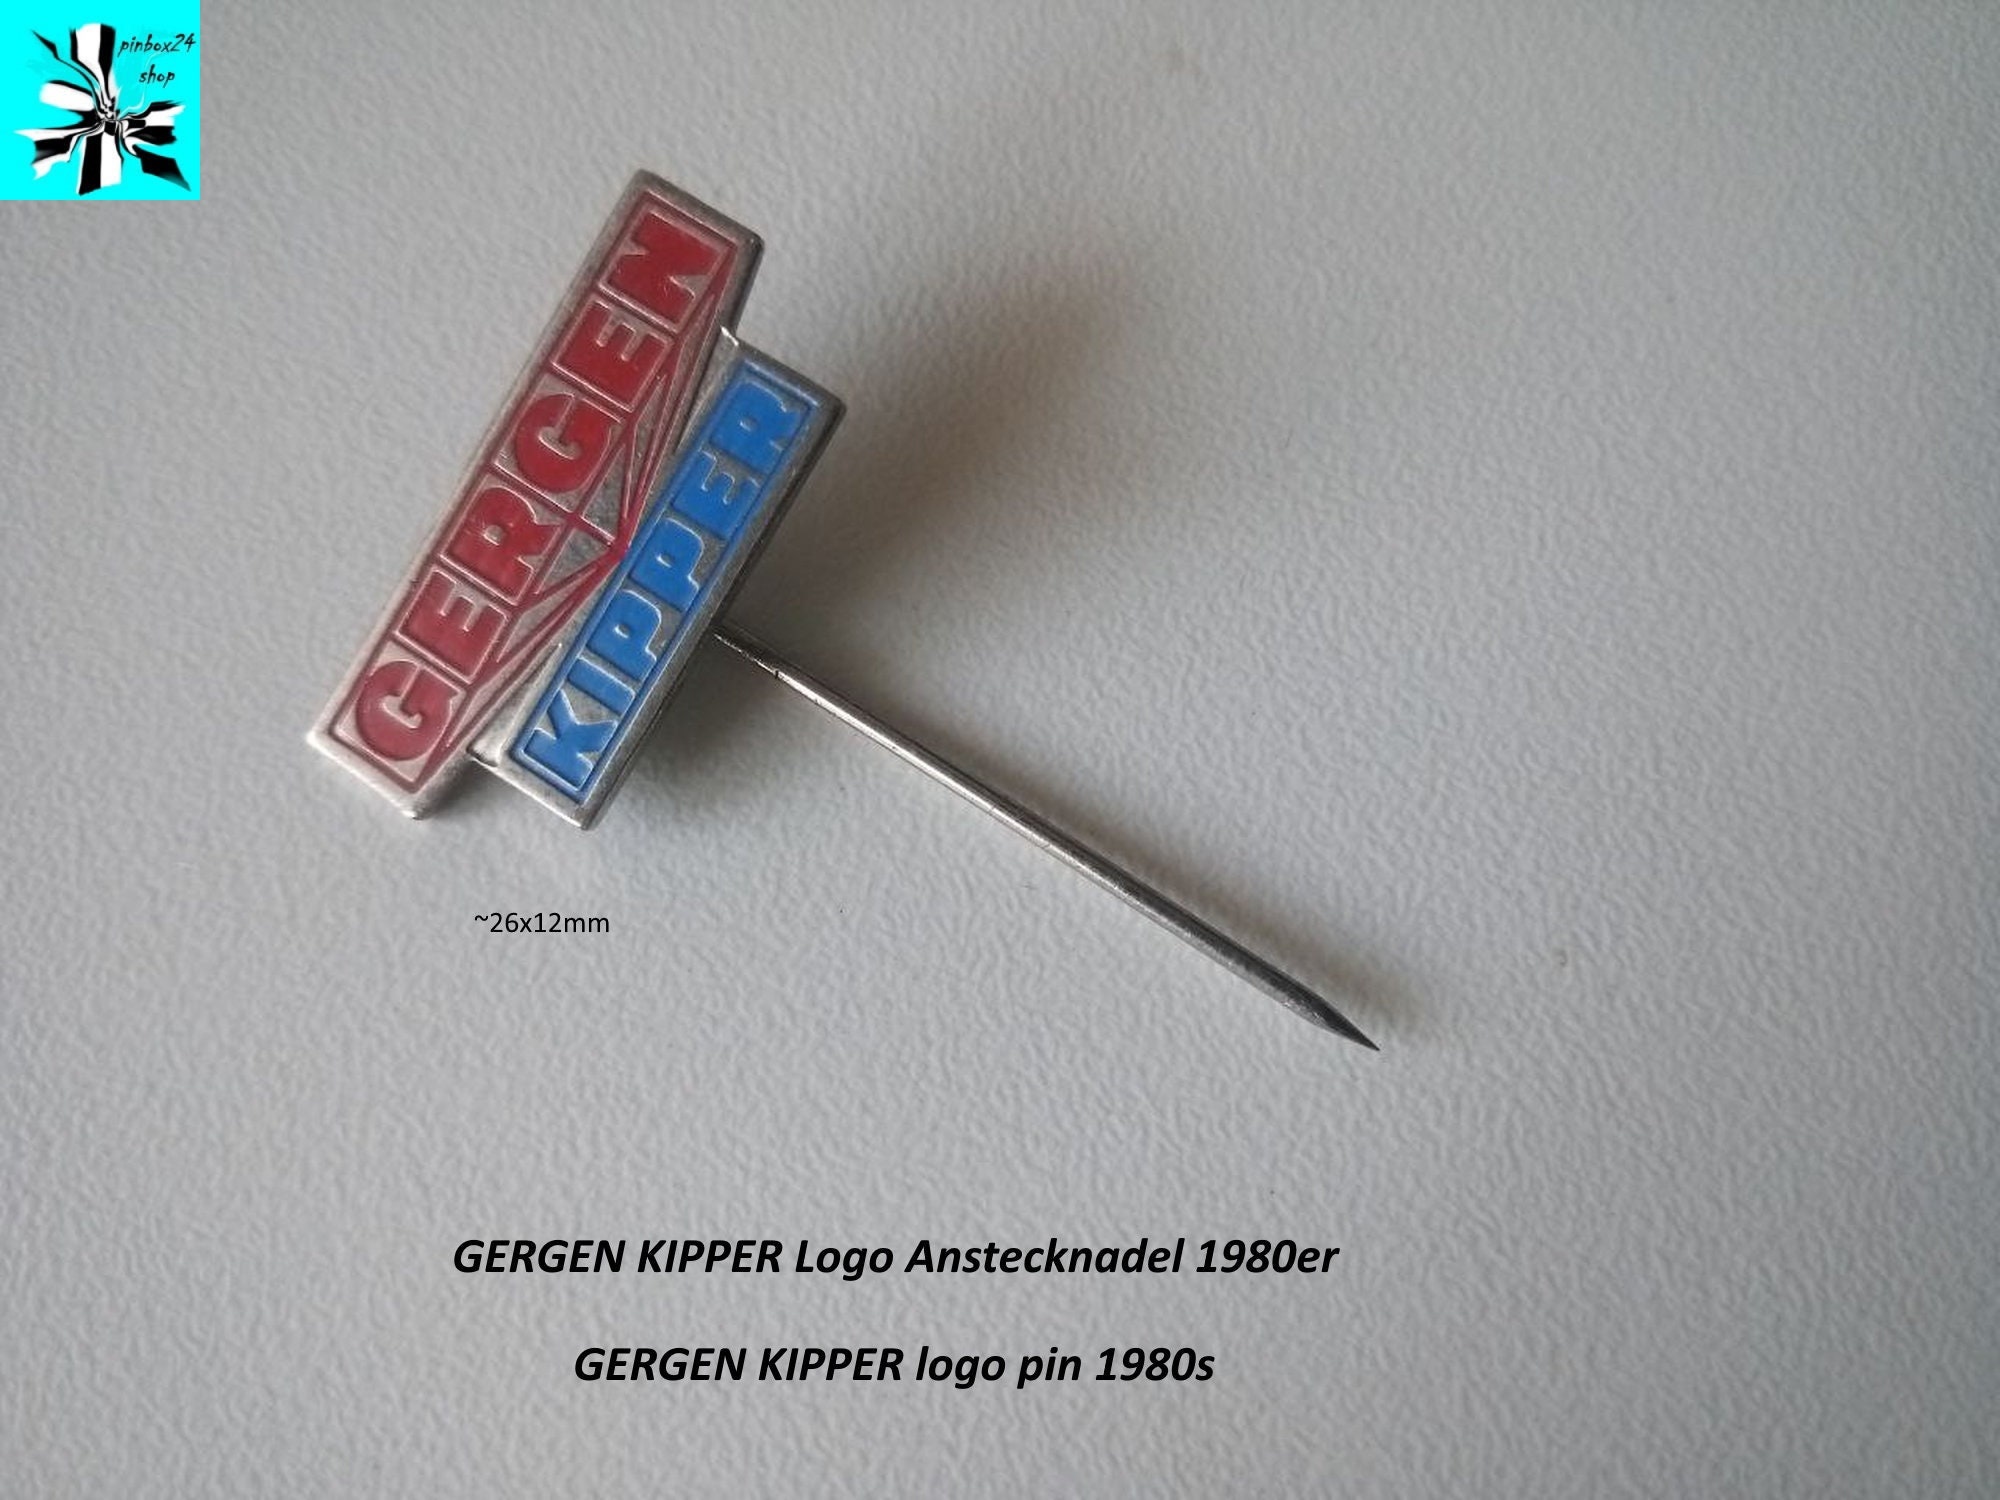 pinbox24
shop
GERGEN
KIPPER
~26x12mm
GERGEN KIPPER Logo Anstecknadel 1980er
GERGEN KIPPER logo pin 1980s